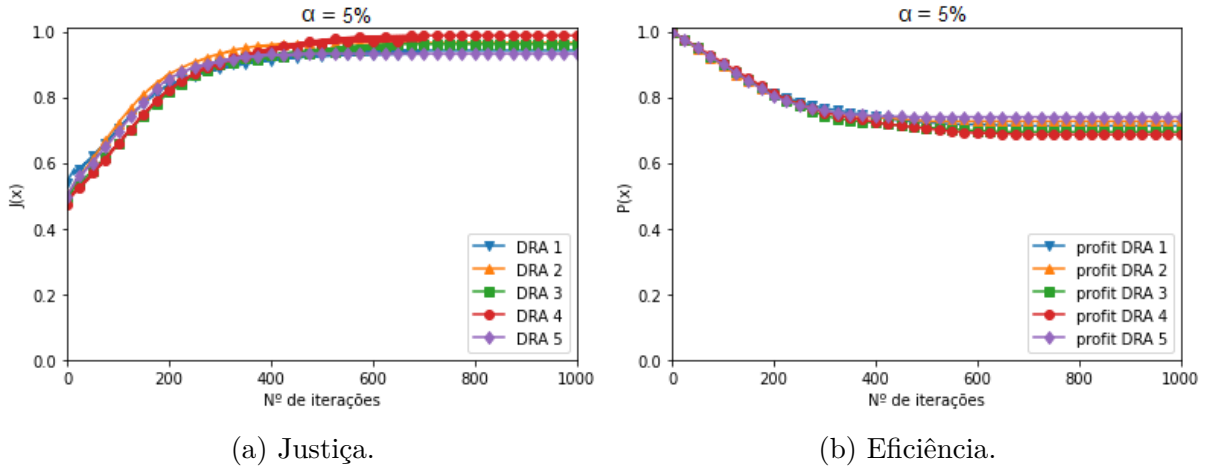 α = 5%
J(x)
1.0
0.8
0.6
0.4
0.2
0.0
DRA 1
DRA 2
DRA 3
DRA 4
DRA 5
0 200 400 600 800 1000
Nº de iterações
(a) Justiça.
α = 5%
P(x)
1.0
0.8
0.6
0.4
0.2
0.0
profit DRA 1
profit DRA 2
profit DRA 3
profit DRA 4
profit DRA 5
0 200 400 600 800 1000
Nº de iterações
(b) Eficiência.